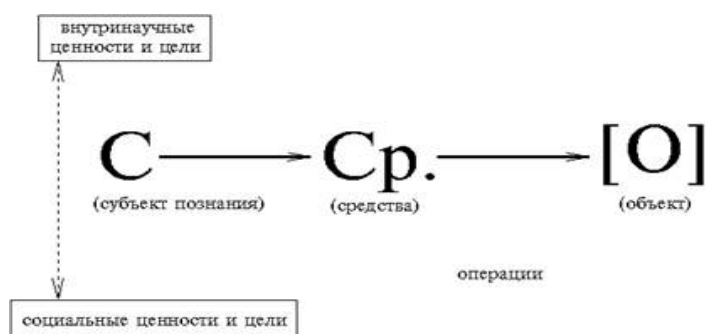 внутринаучные
ценности и цели
С Ср. [О]
(субъект познания) (средства) (объект)
операции
социальные ценности и цели